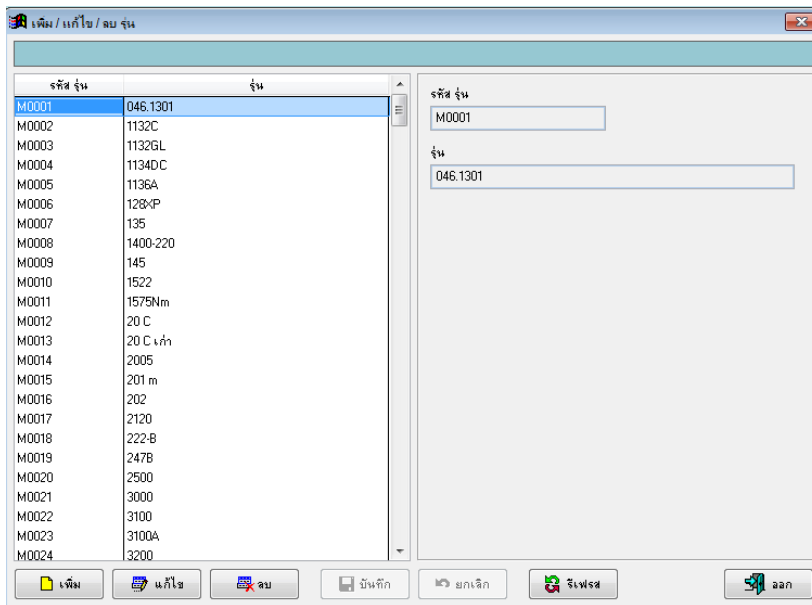 เพิ่ม / แก้ไข / ลบ รุ่น
รหัส รุ่น รุ่น
M0001 046.1301
M0002 1132C
M0003 1132GL
M0004 1134DC
M0005 1136A
M0006 128XP
M0007 135
M0008 1400-220
M0009 145
M0010 1522
M0011 1575Nm
M0012 20 C
M0013 20 C เก่า
M0014 2005
M0015 201 m
M0016 202
M0017 2120
M0018 222-B
M0019 247B
M0020 2500
M0021 3000
M0022 3100
M0023 3100A
M0024 3200
รหัส รุ่น
M0001
รุ่น
046.1301
เพิ่ม แก้ไข ลบ บันทึก ยกเลิก รีเฟรส ออก